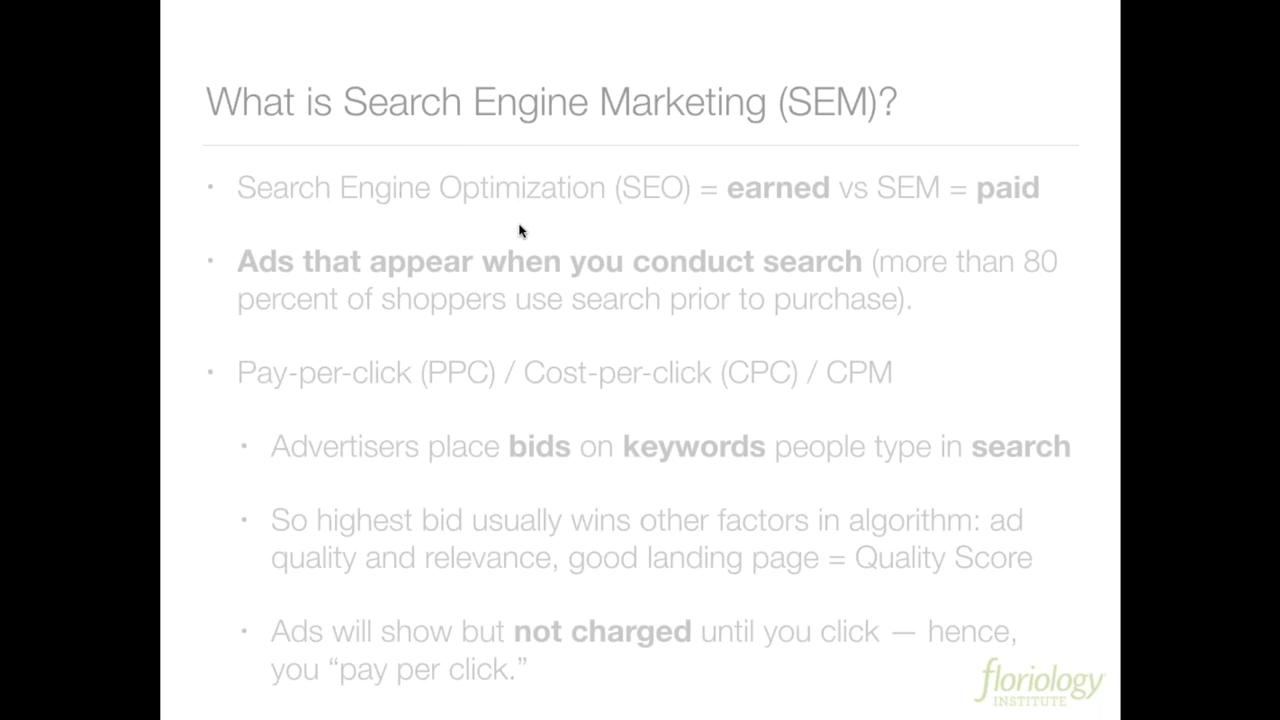 What is Search Engine Marketing (SEM)?
• Search Engine Optimization (SEO) = earned vs SEM = paid
• Ads that appear when you conduct search (more than 80
percent of shoppers use search prior to purchase).
• Pay-per-click (PPC) / Cost-per-click (CPC) / CPM
• Advertisers place bids on keywords people type in search
• So highest bid usually wins other factors in algorithm: ad
quality and relevance, good landing page = Quality Score
• Ads will show but not charged until you click — hence,
you “pay per click.”
floriology
INSTITUTE